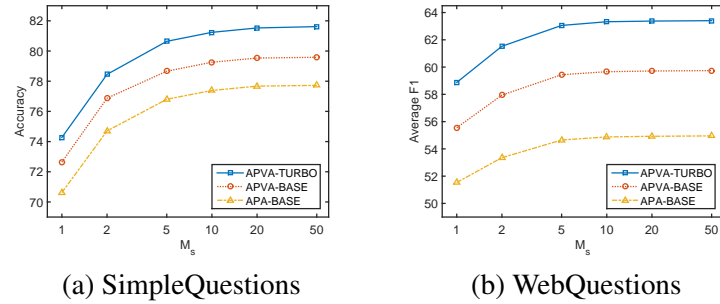 82
80
78
76
74
72
70
Accuracy
1
2
5
10
20
50
M_s
APVA-TURBO
APVA-BASE
APA-BASE
(a) SimpleQuestions
64
62
60
58
56
54
52
50
Average F1
1
2
5
10
20
50
M_s
APVA-TURBO
APVA-BASE
APA-BASE
(b) WebQuestions